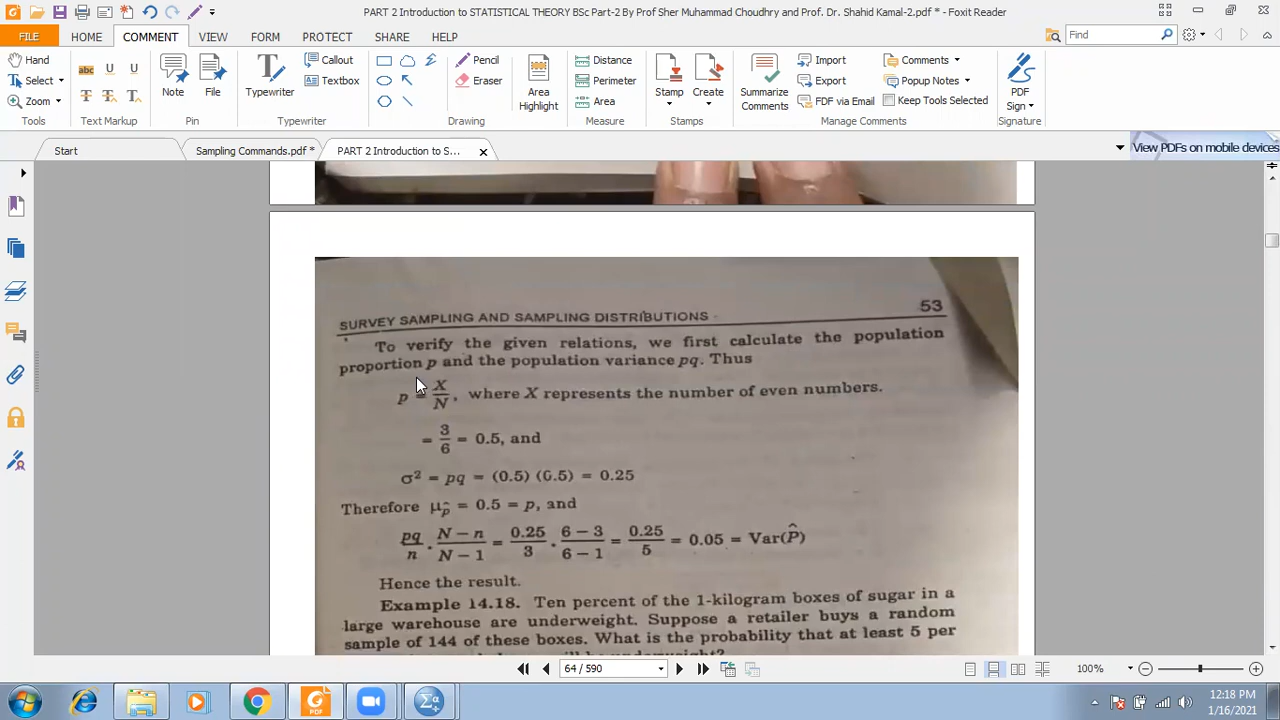 PART 2 Introduction to STATISTICAL THEORY BSc Part-2 By Prof Sher Muhammad Chaudhry and Prof. Dr. Shahid Kamal-2.pdf * - Foxit Reader
FILE HOME COMMENT VIEW FORM PROTECT SHARE HELP Find
Hand
Select
Zoom
Tools
abc U U
T T T
Text Markup
Note File
Pin
Typewriter
Callout
Textbox
Typewriter
Pencil
Eraser
Drawing
Area
Highlight
Distance
Perimeter
Area
Measure
Stamp Create
Stamps
Summarize
Comments
Import
Export
FDF via Email
Comments
Popup Notes
Keep Tools Selected
Manage Comments
PDF
Sign
Signature
Start Sampling Commands.pdf * PART 2 Introduction to S... View PDFs on mobile devices
SURVEY SAMPLING AND SAMPLING DISTRIBUTIONS 53
To verify the given relations, we first calculate the population
proportion p and the population variance pq. Thus
p = X/N, where X represents the number of even numbers.
= 3/6 = 0.5, and
σ² = pq = (0.5) (0.5) = 0.25
Therefore μp̂ = 0.5 = p, and
pq/n . N − n/N − 1 = 0.25/3 . 6 − 3/6 − 1 = 0.25/5 = 0.05 = Var(P̂)
Hence the result.
Example 14.18. Ten percent of the 1-kilogram boxes of sugar in a
large warehouse are underweight. Suppose a retailer buys a random
sample of 144 of these boxes. What is the probability that at least 5 per
64 / 590 100%
PDF
12:18 PM
1/16/2021